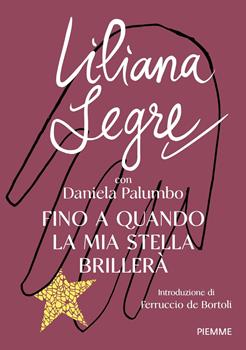 Liliana
Segre
con
Daniela Palumbo
FINO A QUANDO
LA MIA STELLA
BRILLERÀ
Introduzione di
Ferruccio de Bortoli
PIEMME